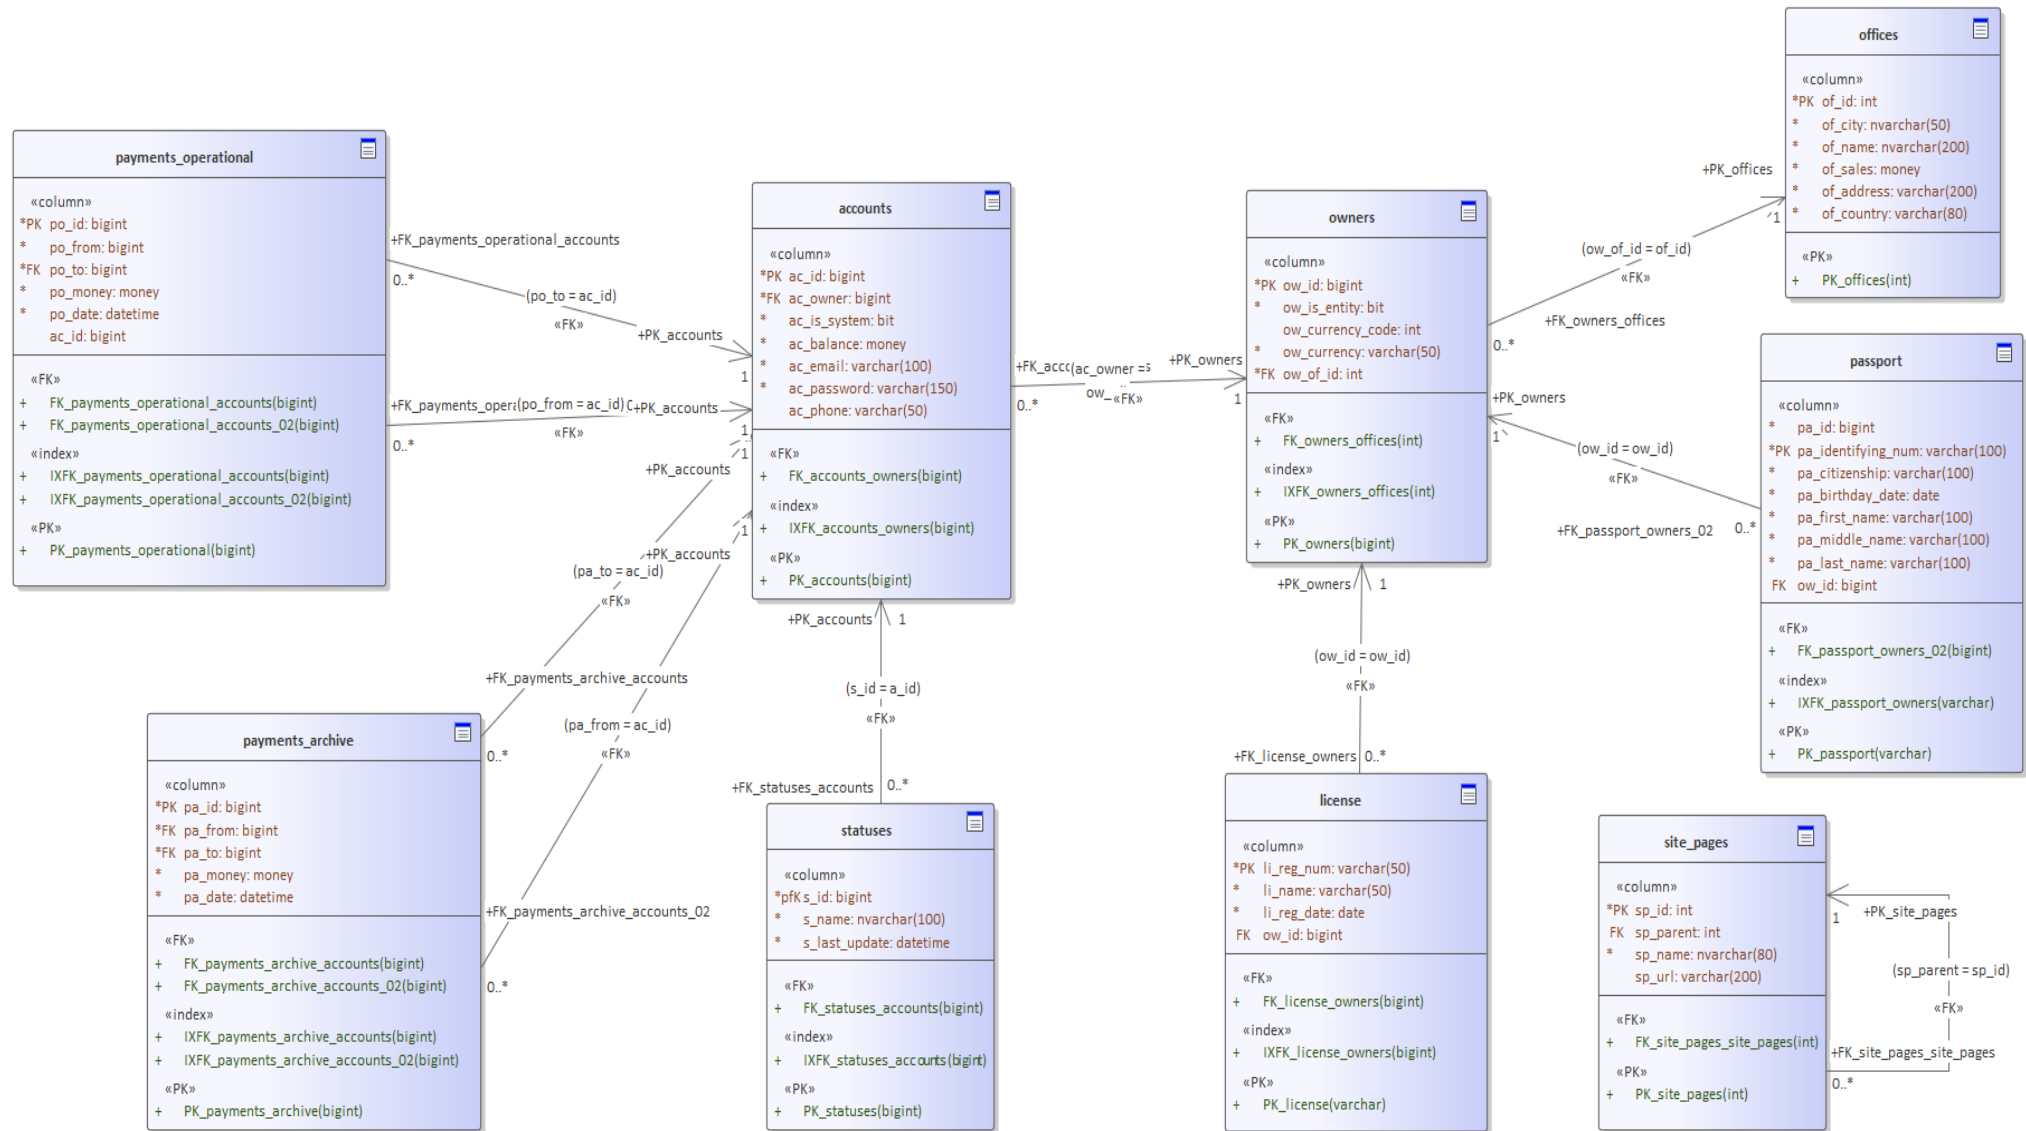 payments_operational
«column»
*PK po_id: bigint
* po_from: bigint
*FK po_to: bigint
* po_money: money
* po_date: datetime
ac_id: bigint
«FK»
+ FK_payments_operational_accounts(bigint)
+ FK_payments_operational_accounts_02(bigint)
«index»
+ IXFK_payments_operational_accounts(bigint)
+ IXFK_payments_operational_accounts_02(bigint)
«PK»
+ PK_payments_operational(bigint)
+FK_payments_operational_accounts
0..*
(po_to = ac_id)
«FK»
+PK_accounts
1
+FK_payments_opera
(po_from = ac_id)
+PK_accounts
0..*
«FK»
1
accounts
«column»
*PK ac_id: bigint
*FK ac_owner: bigint
* ac_is_system: bit
* ac_balance: money
* ac_email: varchar(100)
* ac_password: varchar(150)
ac_phone: varchar(50)
«FK»
+ FK_accounts_owners(bigint)
«index»
+ IXFK_accounts_owners(bigint)
«PK»
+ PK_accounts(bigint)
+FK_acc
(ac_owner =
ow_
«FK»
0..*
+PK_owners
1
owners
«column»
*PK ow_id: bigint
* ow_is_entity: bit
ow_currency_code: int
* ow_currency: varchar(50)
*FK ow_of_id: int
«FK»
+ FK_owners_offices(int)
«index»
+ IXFK_owners_offices(int)
«PK»
+ PK_owners(bigint)
+PK_offices
1
(ow_of_id = of_id)
«FK»
+FK_owners_offices
0..*
offices
«column»
*PK of_id: int
* of_city: nvarchar(50)
* of_name: nvarchar(200)
* of_sales: money
* of_address: varchar(200)
* of_country: varchar(80)
«PK»
+ PK_offices(int)
+PK_owners
1
(ow_id = ow_id)
«FK»
+FK_passport_owners_02
0..*
passport
«column»
* pa_id: bigint
*PK pa_identifying_num: varchar(100)
* pa_citizenship: varchar(100)
* pa_birthday_date: date
* pa_first_name: varchar(100)
* pa_middle_name: varchar(100)
* pa_last_name: varchar(100)
FK ow_id: bigint
«FK»
+ FK_passport_owners_02(bigint)
«index»
+ IXFK_passport_owners(varchar)
«PK»
+ PK_passport(varchar)
payments_archive
«column»
*PK pa_id: bigint
*FK pa_from: bigint
*FK pa_to: bigint
* pa_money: money
* pa_date: datetime
«FK»
+ FK_payments_archive_accounts(bigint)
+ FK_payments_archive_accounts_02(bigint)
«index»
+ IXFK_payments_archive_accounts(bigint)
+ IXFK_payments_archive_accounts_02(bigint)
«PK»
+ PK_payments_archive(bigint)
1
+PK_accounts
(pa_to = ac_id)
«FK»
+FK_payments_archive_accounts
0..*
1
+PK_accounts
(pa_from = ac_id)
«FK»
+FK_payments_archive_accounts_02
0..*
+PK_accounts
1
(s_id = a_id)
«FK»
+FK_statuses_accounts
0..*
statuses
«column»
*pfK s_id: bigint
* s_name: nvarchar(100)
* s_last_update: datetime
«FK»
+ FK_statuses_accounts(bigint)
«index»
+ IXFK_statuses_accounts(bigint)
«PK»
+ PK_statuses(bigint)
+PK_owners
1
(ow_id = ow_id)
«FK»
+FK_license_owners
0..*
license
«column»
*PK li_reg_num: varchar(50)
* li_name: varchar(50)
* li_reg_date: date
FK ow_id: bigint
«FK»
+ FK_license_owners(bigint)
«index»
+ IXFK_license_owners(bigint)
«PK»
+ PK_license(varchar)
site_pages
«column»
*PK sp_id: int
FK sp_parent: int
* sp_name: nvarchar(80)
sp_url: varchar(200)
«FK»
+ FK_site_pages_site_pages(int)
«PK»
+ PK_site_pages(int)
1
+PK_site_pages
(sp_parent = sp_id)
«FK»
+FK_site_pages_site_pages
0..*